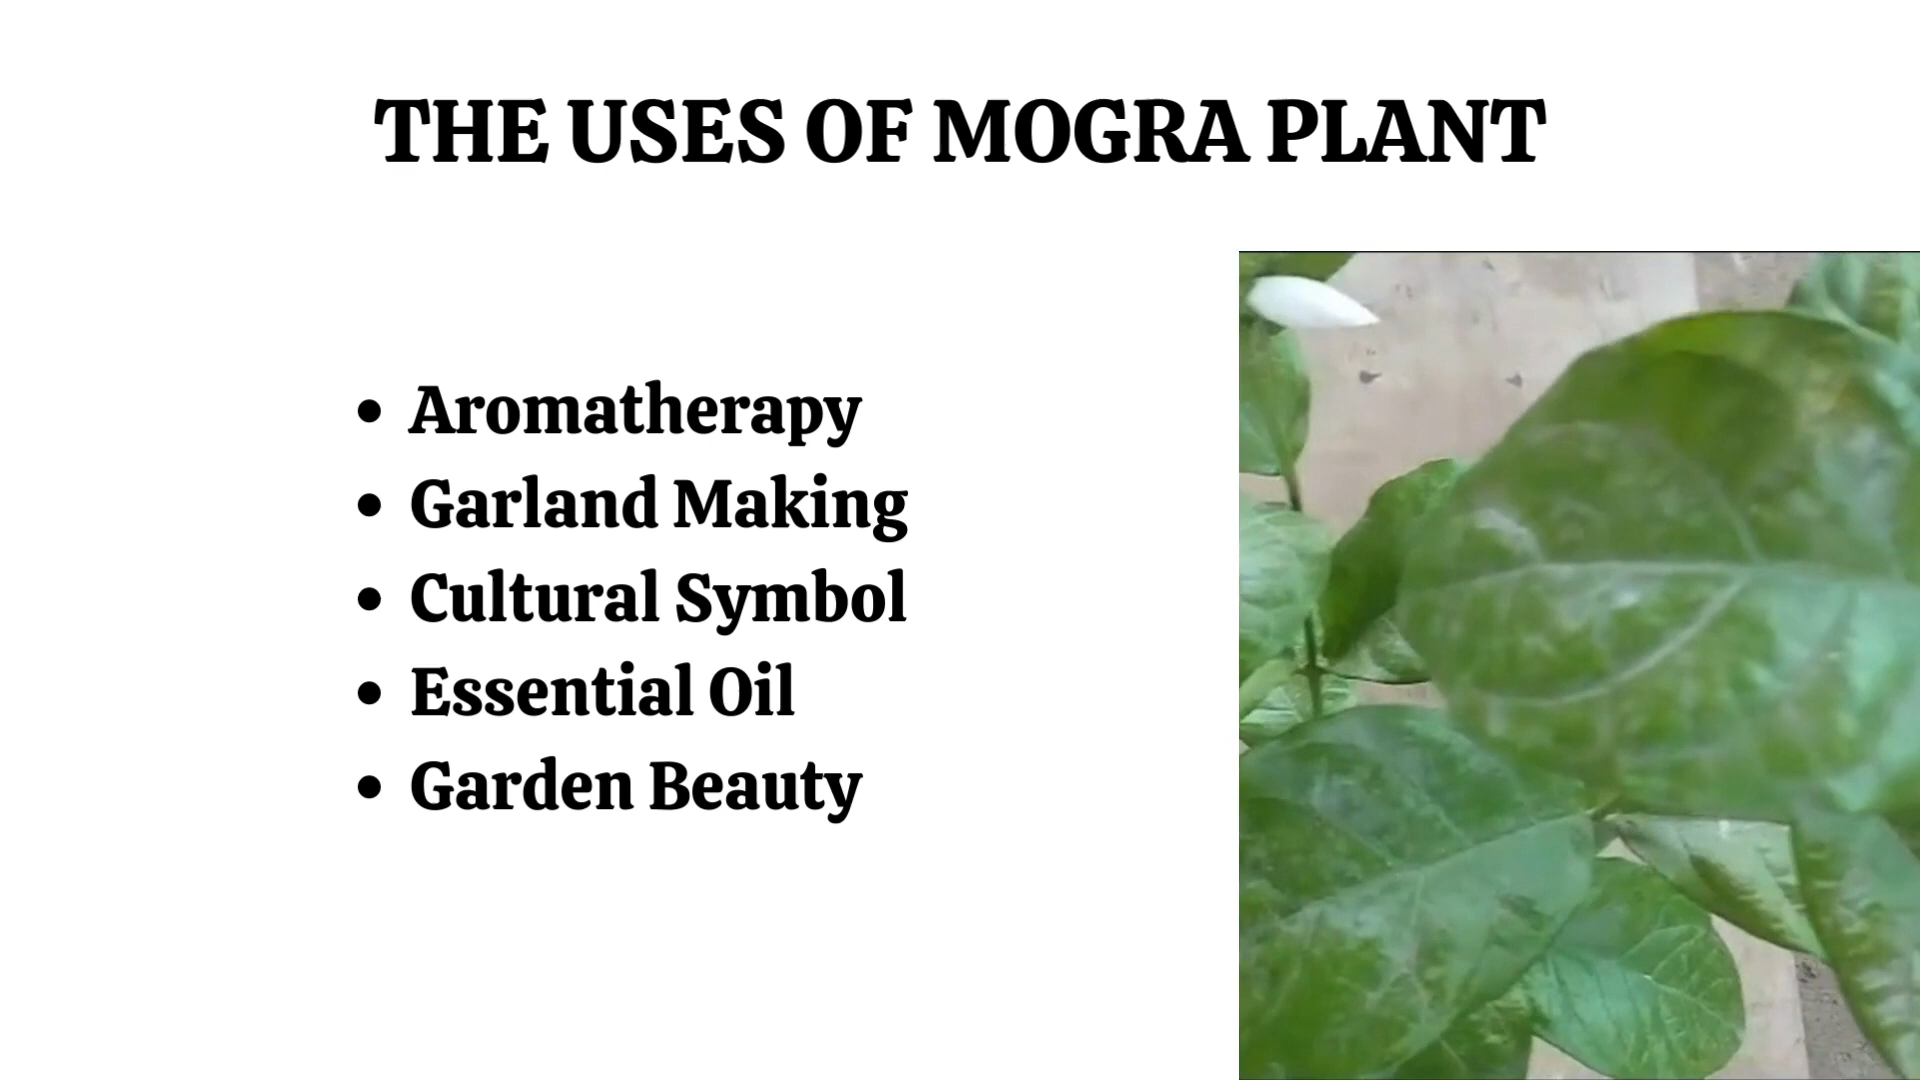 THE USES OF MOGRA PLANT
• Aromatherapy
• Garland Making
• Cultural Symbol
• Essential Oil
• Garden Beauty